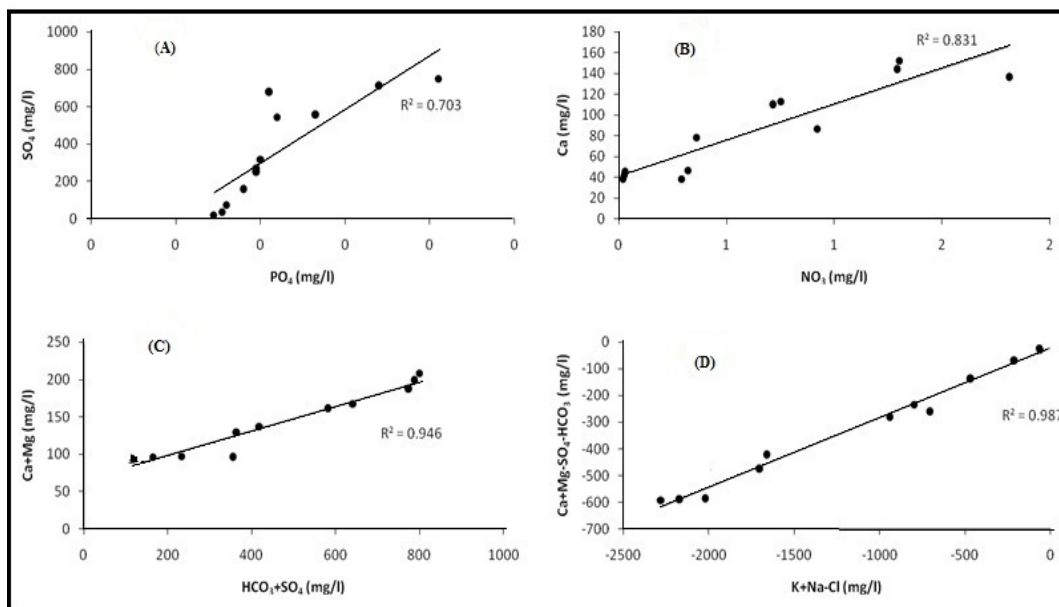 (A)
1000
800
600
400
200
0
SO₄ (mg/l)
R² = 0.703
0 0 0 0 0 0
PO₄ (mg/l)
(B)
180
160
140
120
100
80
60
40
20
0
Ca (mg/l)
R² = 0.831
0 1 1 2 2
NO₃ (mg/l)
(C)
250
200
150
100
50
0
Ca+Mg (mg/l)
R² = 0.946
0 200 400 600 800 1000
HCO₃+SO₄ (mg/l)
(D)
0
-100
-200
-300
-400
-500
-600
-700
Ca+Mg-SO₄-HCO₃ (mg/l)
R² = 0.987
-2500 -2000 -1500 -1000 -500 0
K+Na-Cl (mg/l)